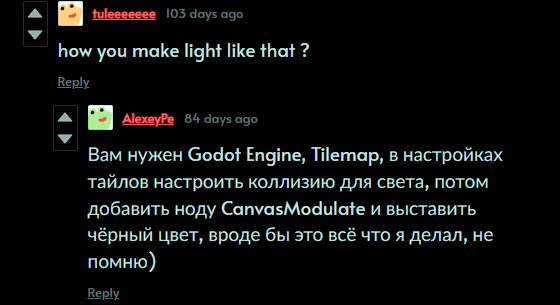 tuleeeeeee 103 days ago
how you make light like that ?
Reply
AlexeyPe 84 days ago
Вам нужен Godot Engine, Tilemap, в настройках
тайлов настроить коллизию для света, потом
добавить ноду CanvasModulate и выставить
чёрный цвет, вроде бы это всё что я делал, не
помню)
Reply